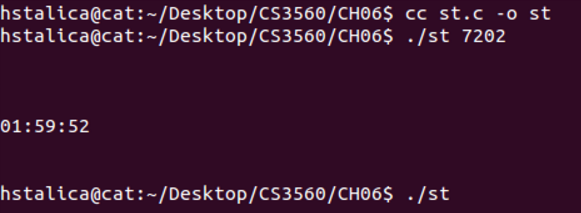 hstalica@cat:~/Desktop/CS3560/CH06$ cc st.c -o st
hstalica@cat:~/Desktop/CS3560/CH06$ ./st 7202
01:59:52
hstalica@cat:~/Desktop/CS3560/CH06$ ./st